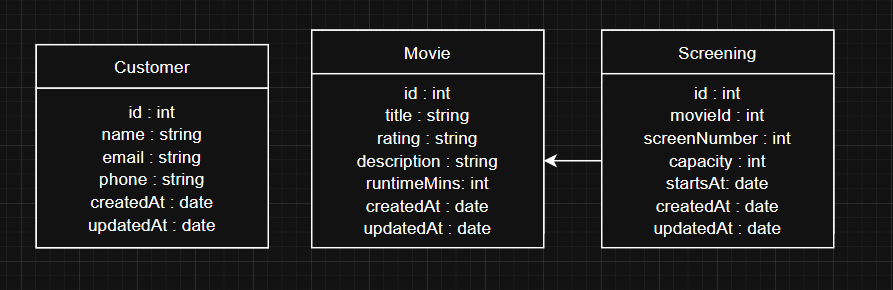 Customer
id : int
name : string
email : string
phone : string
createdAt : date
updatedAt : date
Movie
id : int
title : string
rating : string
description : string
runtimeMins: int
createdAt : date
updatedAt : date
Screening
id : int
movieId : int
screenNumber : int
capacity : int
startsAt: date
createdAt : date
updatedAt : date